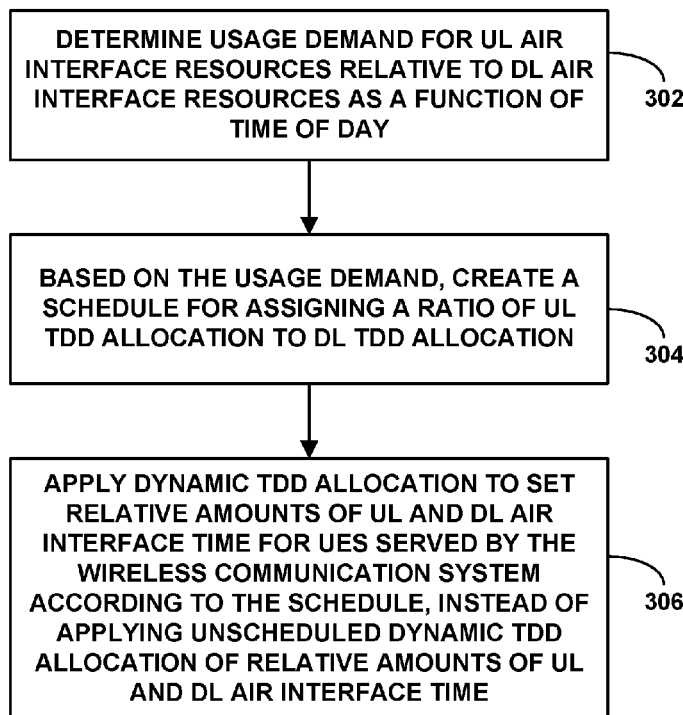 DETERMINE USAGE DEMAND FOR UL AIR
INTERFACE RESOURCES RELATIVE TO DL AIR
INTERFACE RESOURCES AS A FUNCTION OF
TIME OF DAY
302
BASED ON THE USAGE DEMAND, CREATE A
SCHEDULE FOR ASSIGNING A RATIO OF UL
TDD ALLOCATION TO DL TDD ALLOCATION
304
APPLY DYNAMIC TDD ALLOCATION TO SET
RELATIVE AMOUNTS OF UL AND DL AIR
INTERFACE TIME FOR UES SERVED BY THE
WIRELESS COMMUNICATION SYSTEM
ACCORDING TO THE SCHEDULE, INSTEAD OF
APPLYING UNSCHEDULED DYNAMIC TDD
ALLOCATION OF RELATIVE AMOUNTS OF UL
AND DL AIR INTERFACE TIME
306